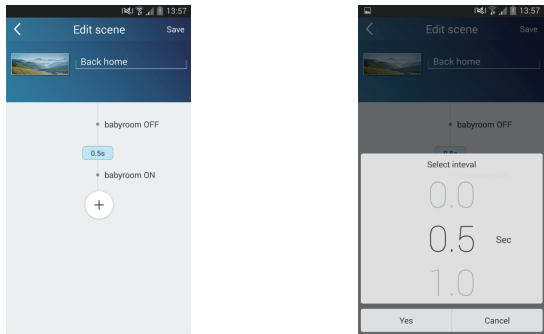 13:57
Edit scene
Save
Back home
babyroom OFF
0.5s
babyroom ON
+
13:57
Edit scene
Save
Back home
babyroom OFF
Select inteval
0.0
0.5 Sec
1.0
Yes
Cancel